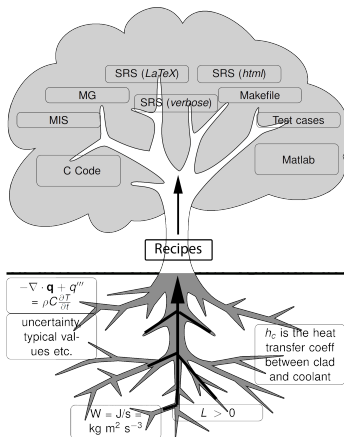 SRS (LaTeX)
SRS (html)
MG
SRS (verbose)
Makefile
MIS
Test cases
C Code
Matlab
Recipes
−∇ · q + q′′′
= ρC ∂T/∂t
uncertainty
typical val-
ues etc.
h_c is the heat
transfer coeff
between clad
and coolant
W = J/s =
kg m² s⁻³
L > 0